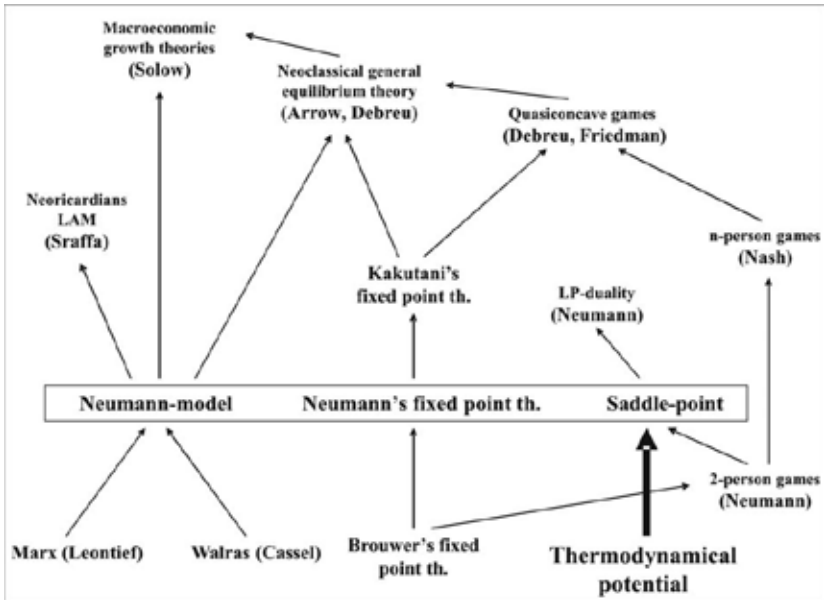 Macroeconomic
growth theories
(Solow)
Neoclassical general
equilibrium theory
(Arrow, Debreu)
Quasiconcave games
(Debreu, Friedman)
Neoricardians
LAM
(Sraffa)
n-person games
(Nash)
Kakutani's
fixed point th.
LP-duality
(Neumann)
Neumann-model
Neumann's fixed point th.
Saddle-point
2-person games
(Neumann)
Marx (Leontief)
Walras (Cassel)
Brouwer's fixed
point th.
Thermodynamical
potential